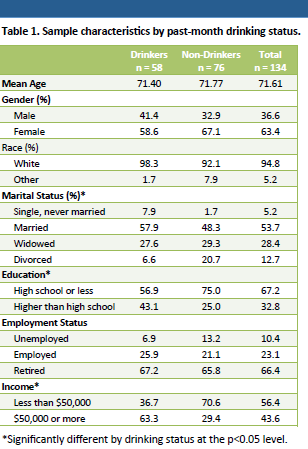 Table 1. Sample characteristics by past-month drinking status.
Drinkers Non-Drinkers Total
n = 58 n = 76 n = 134
Mean Age 71.40 71.77 71.61
Gender (%)
Male 41.4 32.9 36.6
Female 58.6 67.1 63.4
Race (%)
White 98.3 92.1 94.8
Other 1.7 7.9 5.2
Marital Status (%)*
Single, never married 7.9 1.7 5.2
Married 57.9 48.3 53.7
Widowed 27.6 29.3 28.4
Divorced 6.6 20.7 12.7
Education*
High school or less 56.9 75.0 67.2
Higher than high school 43.1 25.0 32.8
Employment Status
Unemployed 6.9 13.2 10.4
Employed 25.9 21.1 23.1
Retired 67.2 65.8 66.4
Income*
Less than $50,000 36.7 70.6 56.4
$50,000 or more 63.3 29.4 43.6
*Significantly different by drinking status at the p<0.05 level.